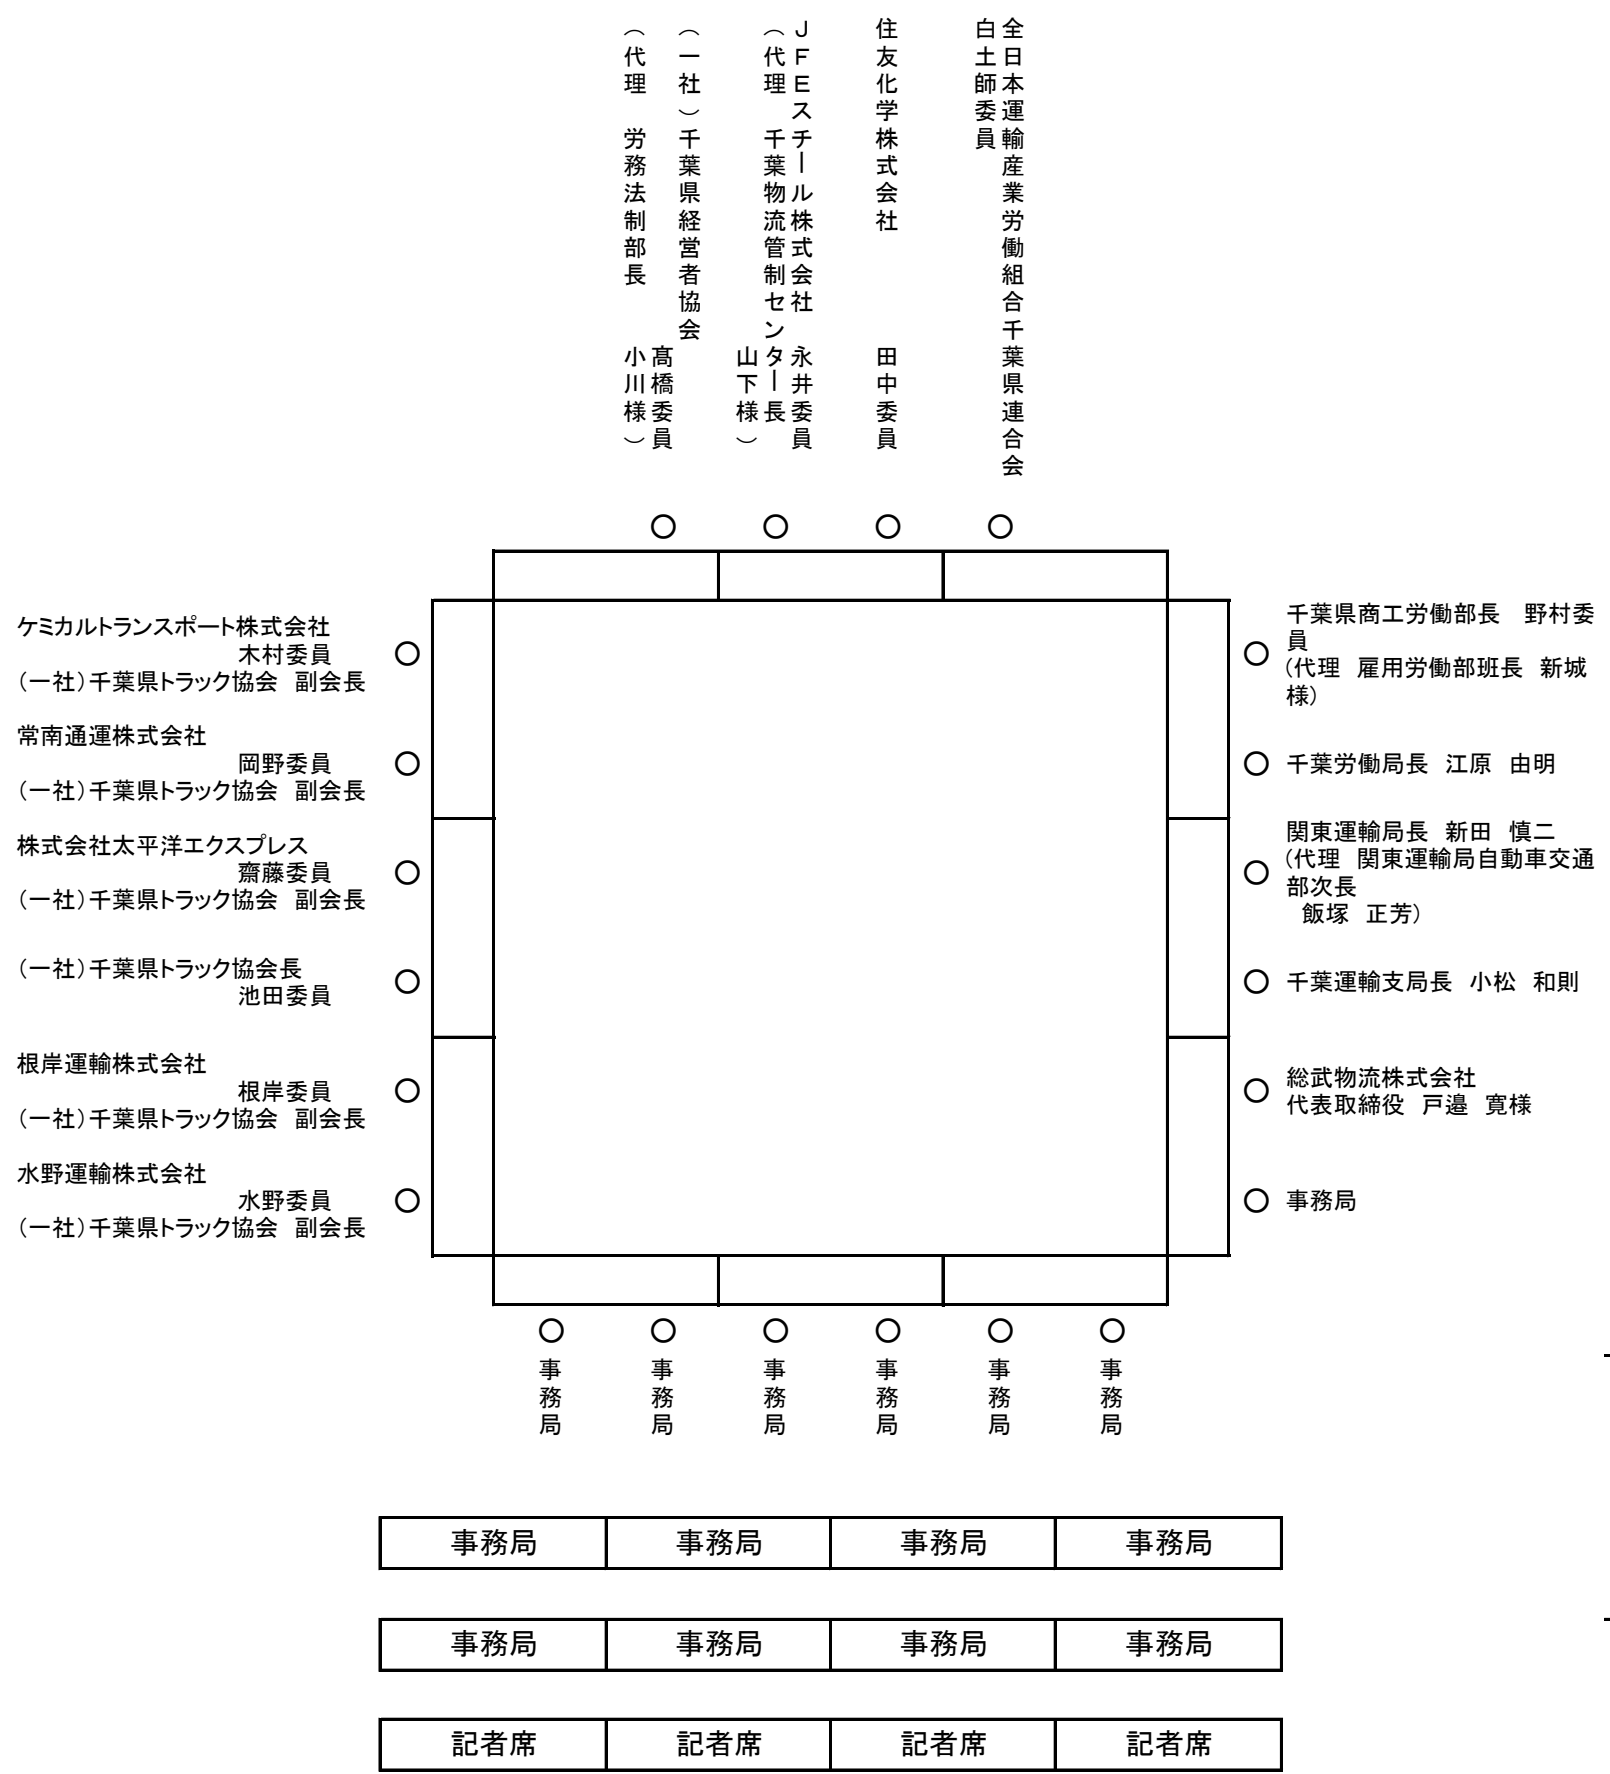 全日本運輸産業労働組合千葉県連合会
白土師委員
住友化学株式会社　田中委員
JFEスチール株式会社　永井委員
（代理　千葉物流管制センター長
山下様）
（一社）千葉県経営者協会
髙橋委員
（代理　労務法制部長　小川様）
ケミカルトランスポート株式会社
木村委員
（一社）千葉県トラック協会　副会長
常南通運株式会社
岡野委員
（一社）千葉県トラック協会　副会長
株式会社太平洋エクスプレス
齋藤委員
（一社）千葉県トラック協会　副会長
（一社）千葉県トラック協会長
池田委員
根岸運輸株式会社
根岸委員
（一社）千葉県トラック協会　副会長
水野運輸株式会社
水野委員
（一社）千葉県トラック協会　副会長
千葉県商工労働部長　野村委
員
（代理　雇用労働部班長　新城
様）
千葉労働局長　江原　由明
関東運輸局長　新田　慎二
（代理　関東運輸局自動車交通
部次長
飯塚　正芳）
千葉運輸支局長　小松　和則
総武物流株式会社
代表取締役　戸邉　寛様
事務局
事務局
事務局
事務局
事務局
事務局
事務局
事務局　事務局　事務局　事務局
事務局　事務局　事務局　事務局
記者席　記者席　記者席　記者席